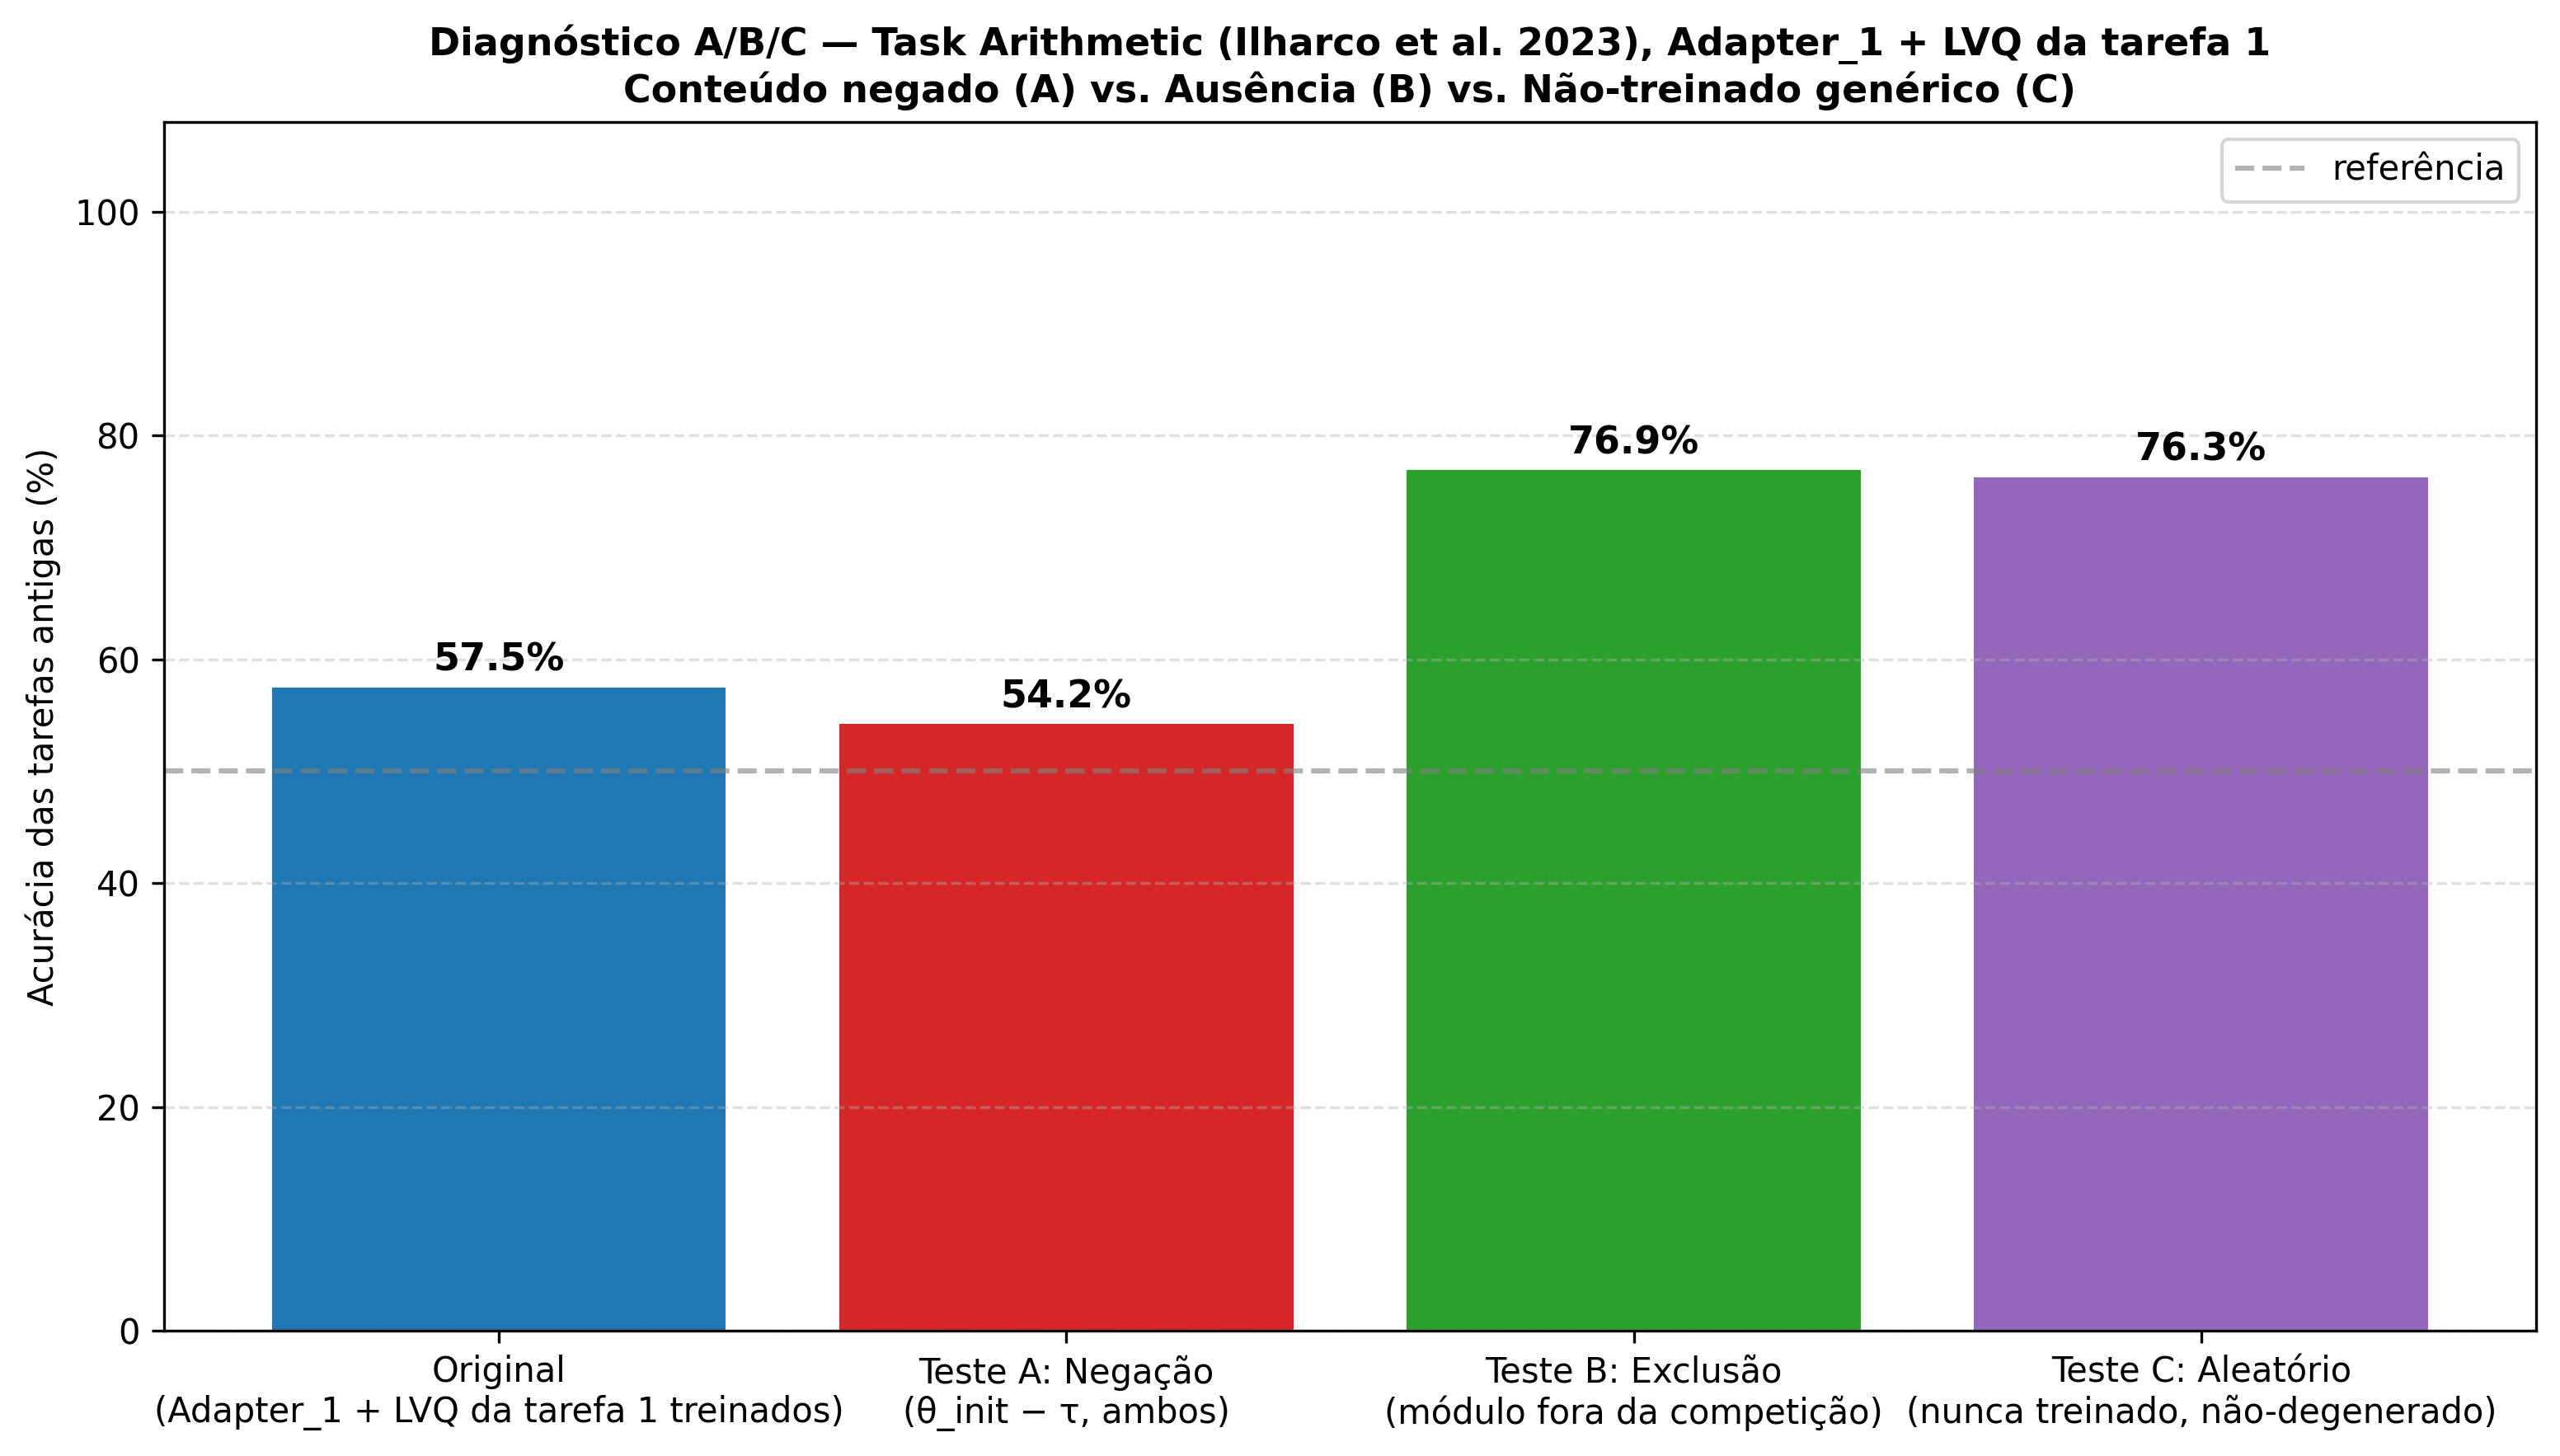 Diagnóstico A/B/C — Task Arithmetic (Ilharco et al. 2023), Adapter_1 + LVQ da tarefa 1
Conteúdo negado (A) vs. Ausência (B) vs. Não-treinado genérico (C)
referência
Acurácia das tarefas antigas (%)
100
80
60
40
20
0
57.5%
54.2%
76.9%
76.3%
Original
(Adapter_1 + LVQ da tarefa 1 treinados)
Teste A: Negação
(θ_init − τ, ambos)
Teste B: Exclusão
(módulo fora da competição)
Teste C: Aleatório
(nunca treinado, não-degenerado)